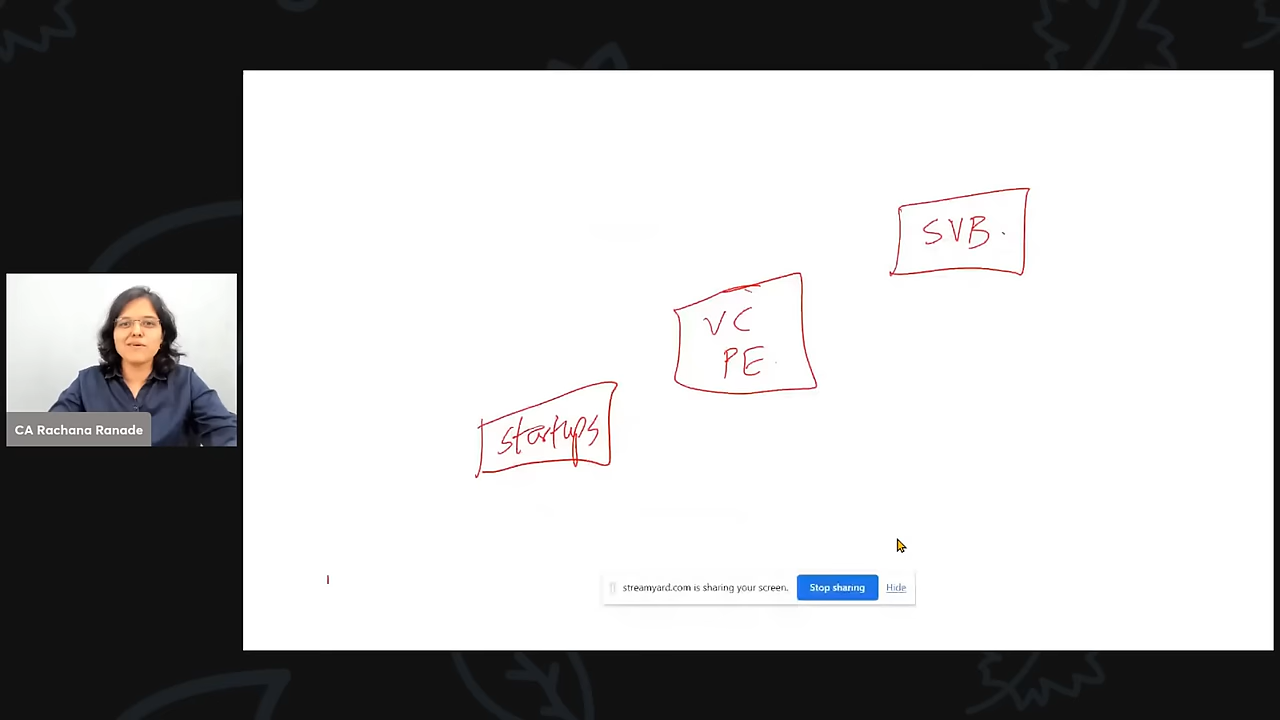 SVB.
VC
PE.
startups
CA Rachana Ranade
streamyard.com is sharing your screen. Stop sharing Hide